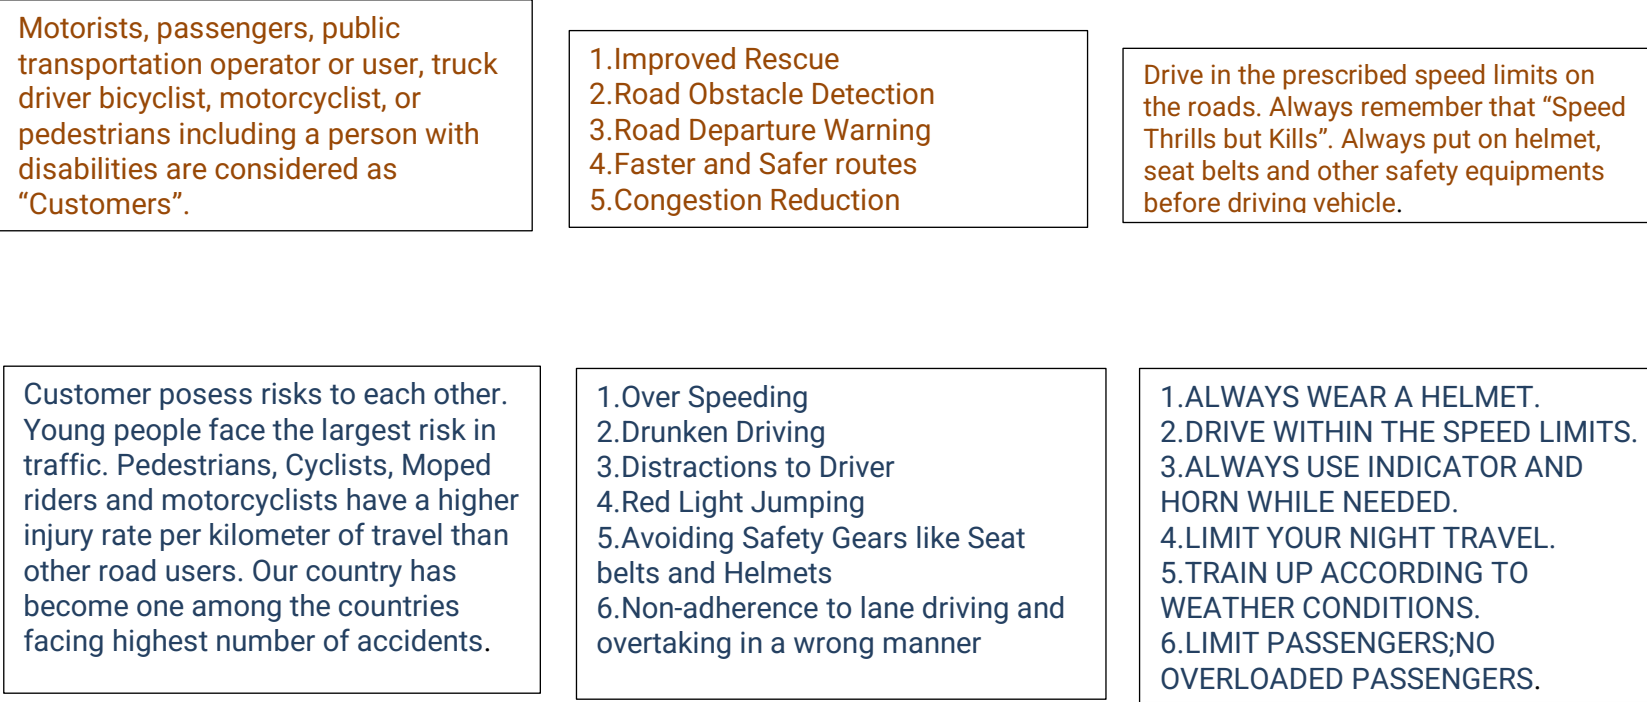 Motorists, passengers, public
transportation operator or user, truck
driver bicyclist, motorcyclist, or
pedestrians including a person with
disabilities are considered as
“Customers”.
1.Improved Rescue
2.Road Obstacle Detection
3.Road Departure Warning
4.Faster and Safer routes
5.Congestion Reduction
Drive in the prescribed speed limits on
the roads. Always remember that “Speed
Thrills but Kills”. Always put on helmet,
seat belts and other safety equipments
before driving vehicle.
Customer posess risks to each other.
Young people face the largest risk in
traffic. Pedestrians, Cyclists, Moped
riders and motorcyclists have a higher
injury rate per kilometer of travel than
other road users. Our country has
become one among the countries
facing highest number of accidents.
1.Over Speeding
2.Drunken Driving
3.Distractions to Driver
4.Red Light Jumping
5.Avoiding Safety Gears like Seat
belts and Helmets
6.Non-adherence to lane driving and
overtaking in a wrong manner
1.ALWAYS WEAR A HELMET.
2.DRIVE WITHIN THE SPEED LIMITS.
3.ALWAYS USE INDICATOR AND
HORN WHILE NEEDED.
4.LIMIT YOUR NIGHT TRAVEL.
5.TRAIN UP ACCORDING TO
WEATHER CONDITIONS.
6.LIMIT PASSENGERS;NO
OVERLOADED PASSENGERS.